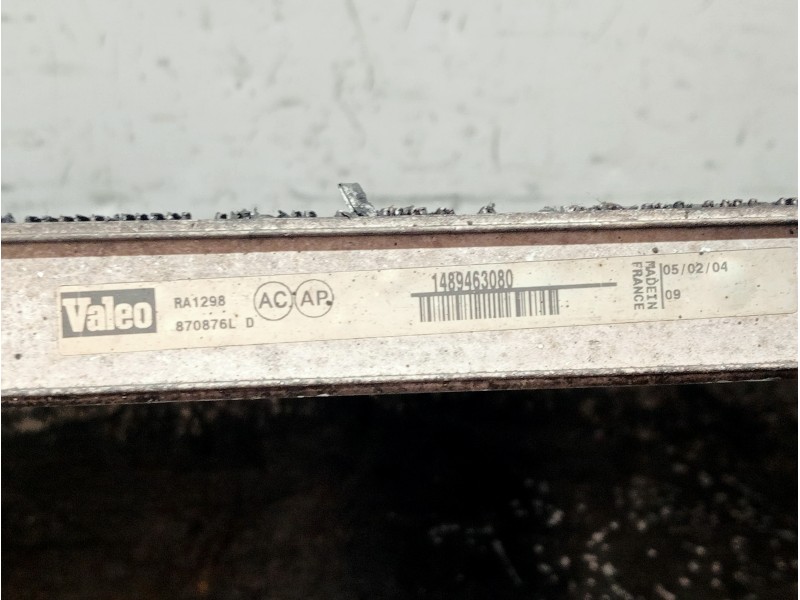 Valeo
RA1298
870876L D
AC AP
1489463080
MADE IN
FRANCE
05/02/04
09